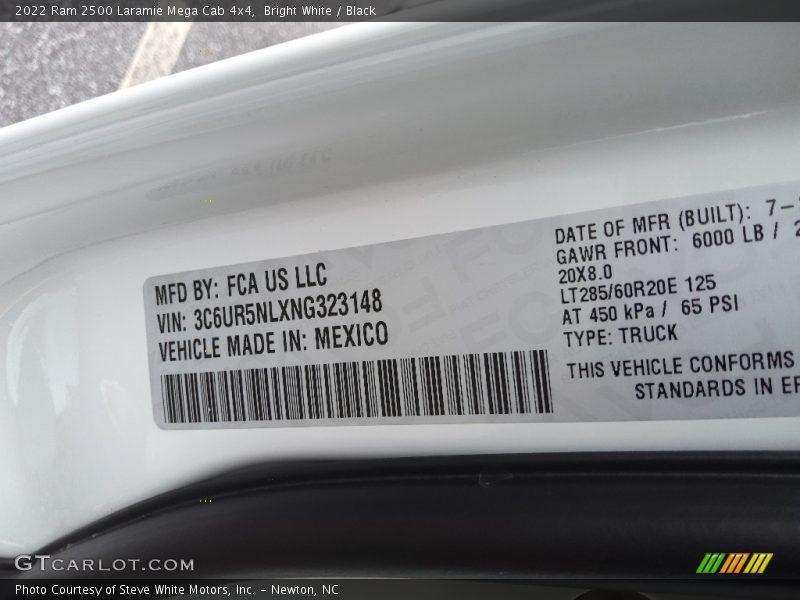 2022 Ram 2500 Laramie Mega Cab 4x4, Bright White / Black
MFD BY: FCA US LLC
VIN: 3C6UR5NLXNG323148
VEHICLE MADE IN: MEXICO
DATE OF MFR (BUILT): 7-
GAWR FRONT: 6000 LB /
20X8.0
LT285/60R20E 125
AT 450 kPa / 65 PSI
TYPE: TRUCK
THIS VEHICLE CONFORMS
STANDARDS IN
GTCARLOT.COM
Photo Courtesy of Steve White Motors, Inc. – Newton, NC